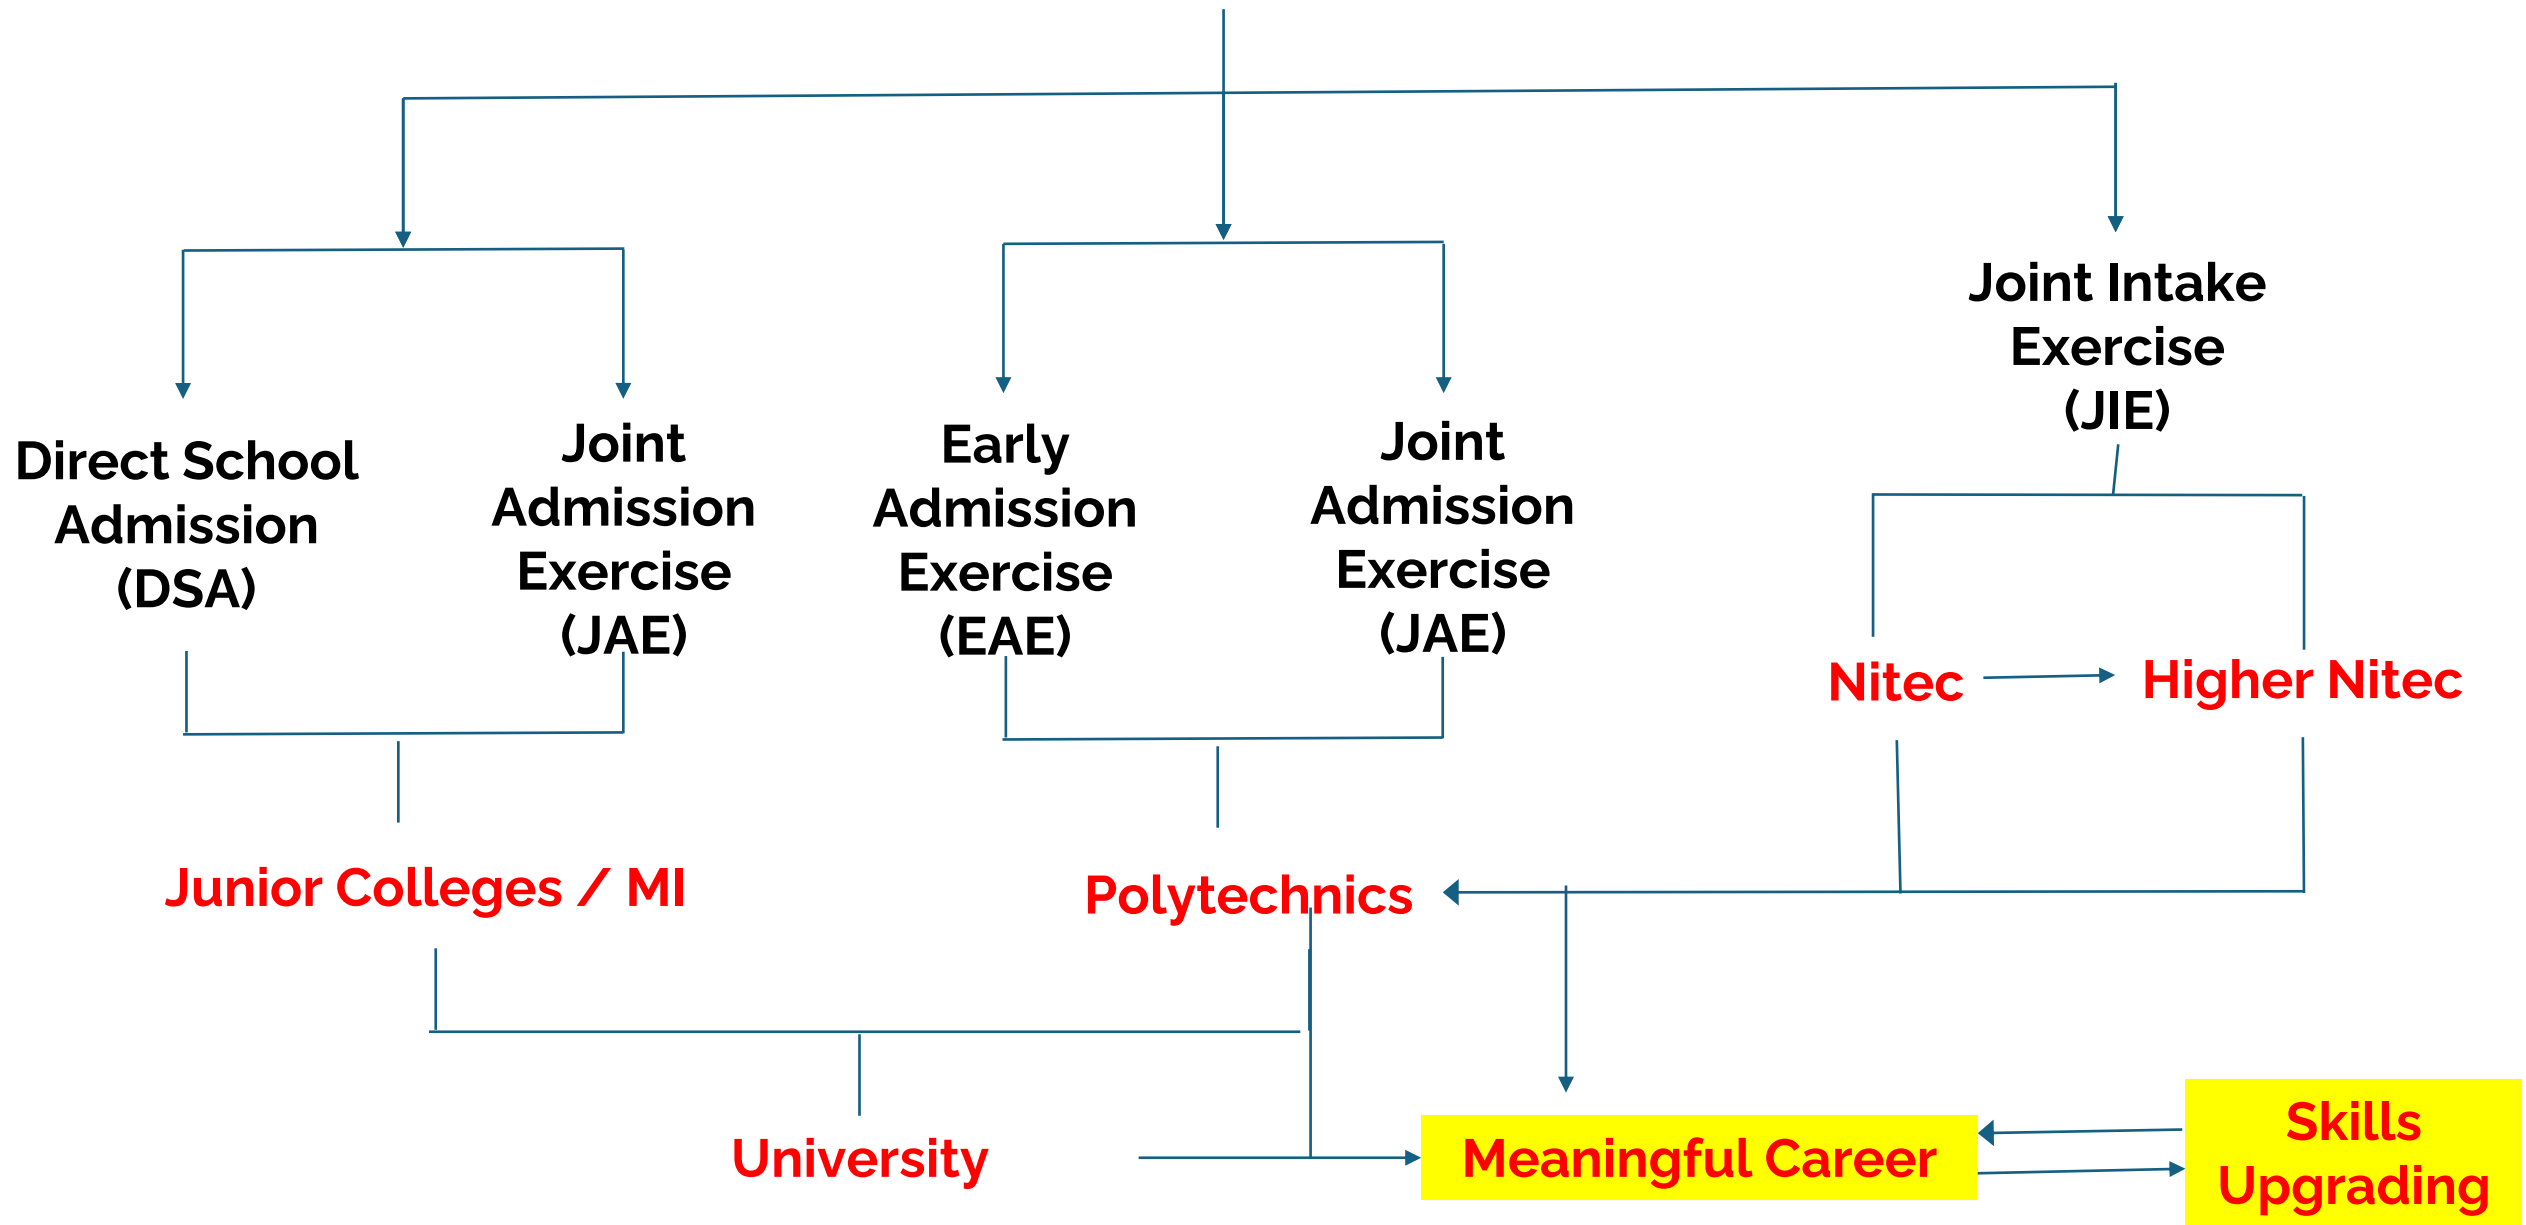 Direct School
Admission
(DSA)
Joint
Admission
Exercise
(JAE)
Early
Admission
Exercise
(EAE)
Joint
Admission
Exercise
(JAE)
Joint Intake
Exercise
(JIE)
Nitec
Higher Nitec
Junior Colleges / MI
Polytechnics
University
Meaningful Career
Skills
Upgrading